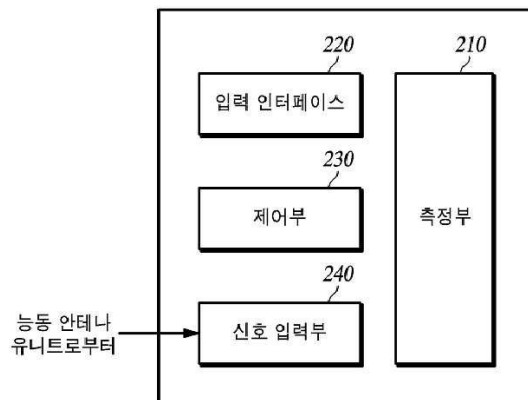 220
210
입력 인터페이스
230
제어부
측정부
240
능동 안테나
유니트로부터
신호 입력부